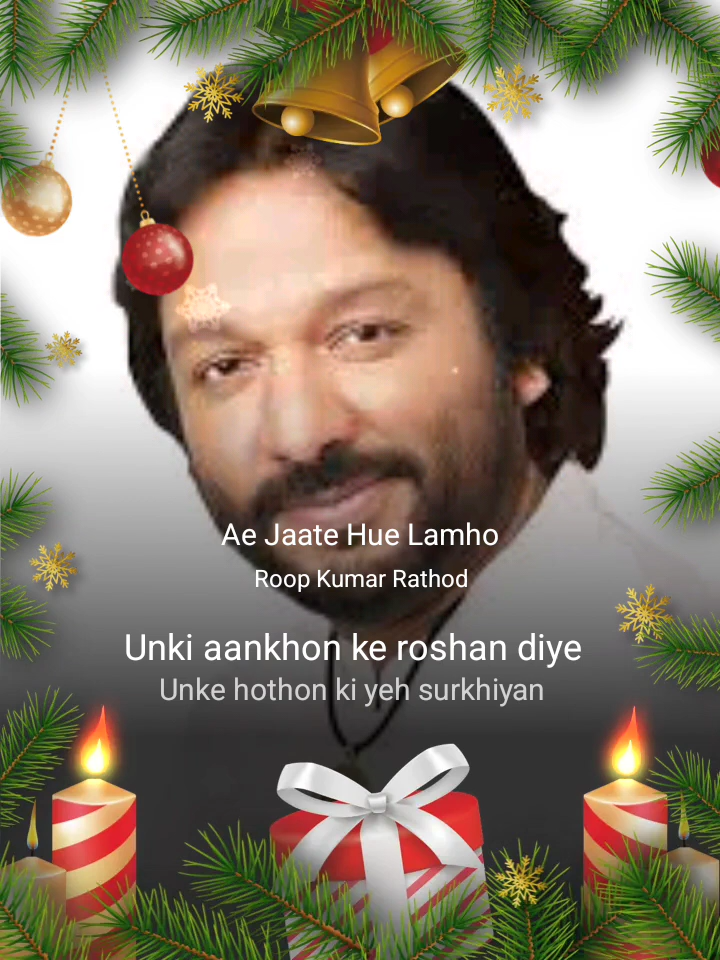 Ae Jaate Hue Lamho
Roop Kumar Rathod
Unki aankhon ke roshan diye
Unke hothon ki yeh surkhiyan